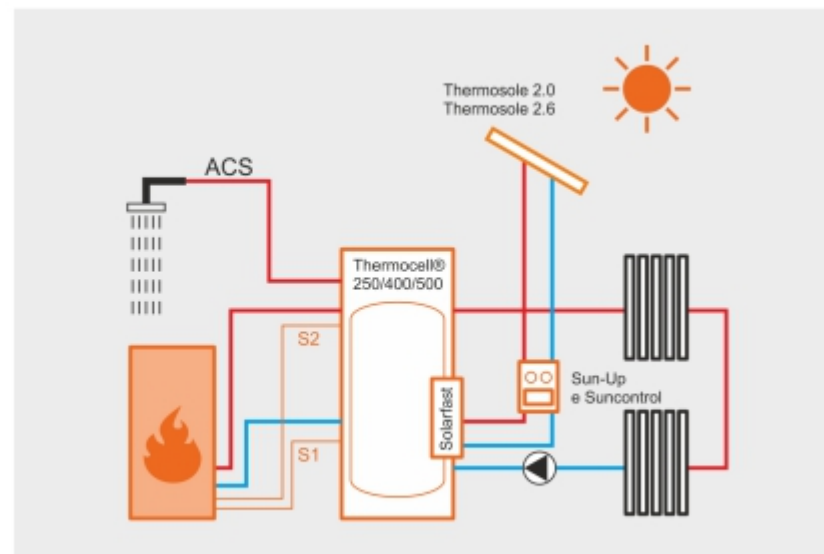 Thermosole 2.0
Thermosole 2.6
ACS
Thermocell®
250/400/500
S2
Solarfast
Sun-Up
e Suncontrol
S1